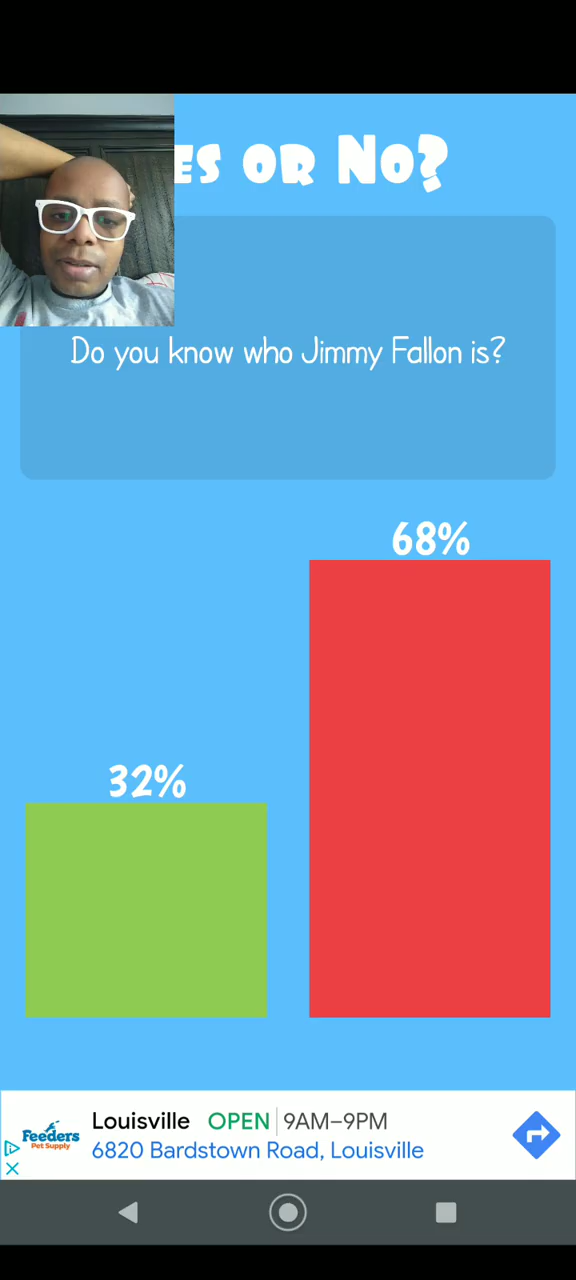 es or No?
Do you know who Jimmy Fallon is?
68%
32%
Feeders
Pet Supply
Louisville OPEN 9AM–9PM
6820 Bardstown Road, Louisville